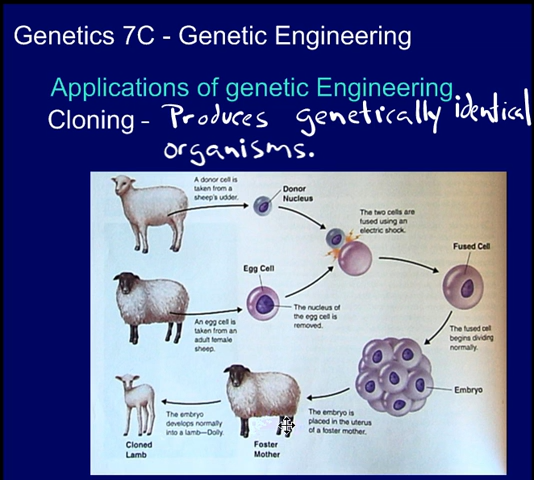 Genetics 7C - Genetic Engineering
Applications of genetic Engineering
Cloning - Produces genetically identical
organisms.
A donor cell is
taken from a
sheep's udder.
Donor
Nucleus
The two cells are
fused using an
electric shock.
Fused Cell
Egg Cell
The nucleus of
the egg cell is
removed.
An egg cell is
taken from an
adult female
sheep.
The fused cell
begins dividing
normally.
Embryo
The embryo is
placed in the uterus
of a foster mother.
Foster
Mother
The embryo
develops normally
into a lamb—Dolly.
Cloned
Lamb